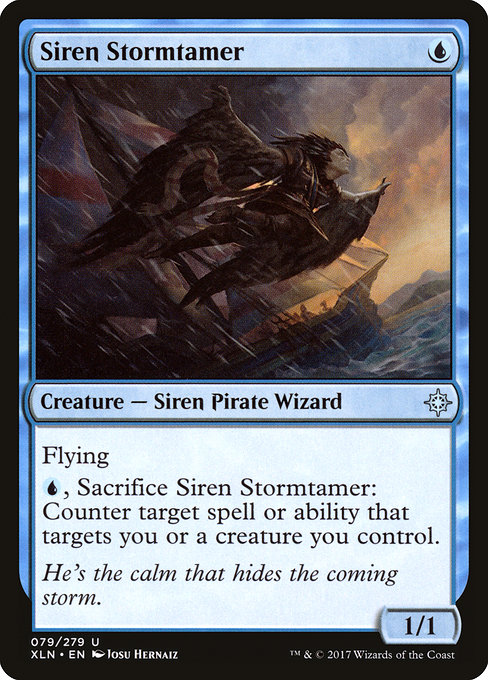 Siren Stormtamer
Creature — Siren Pirate Wizard
Flying
, Sacrifice Siren Stormtamer:
Counter target spell or ability that
targets you or a creature you control.
He's the calm that hides the coming
storm.
1/1
079/279 U
XLN • EN Josu Hernaiz
™ & © 2017 Wizards of the Coast